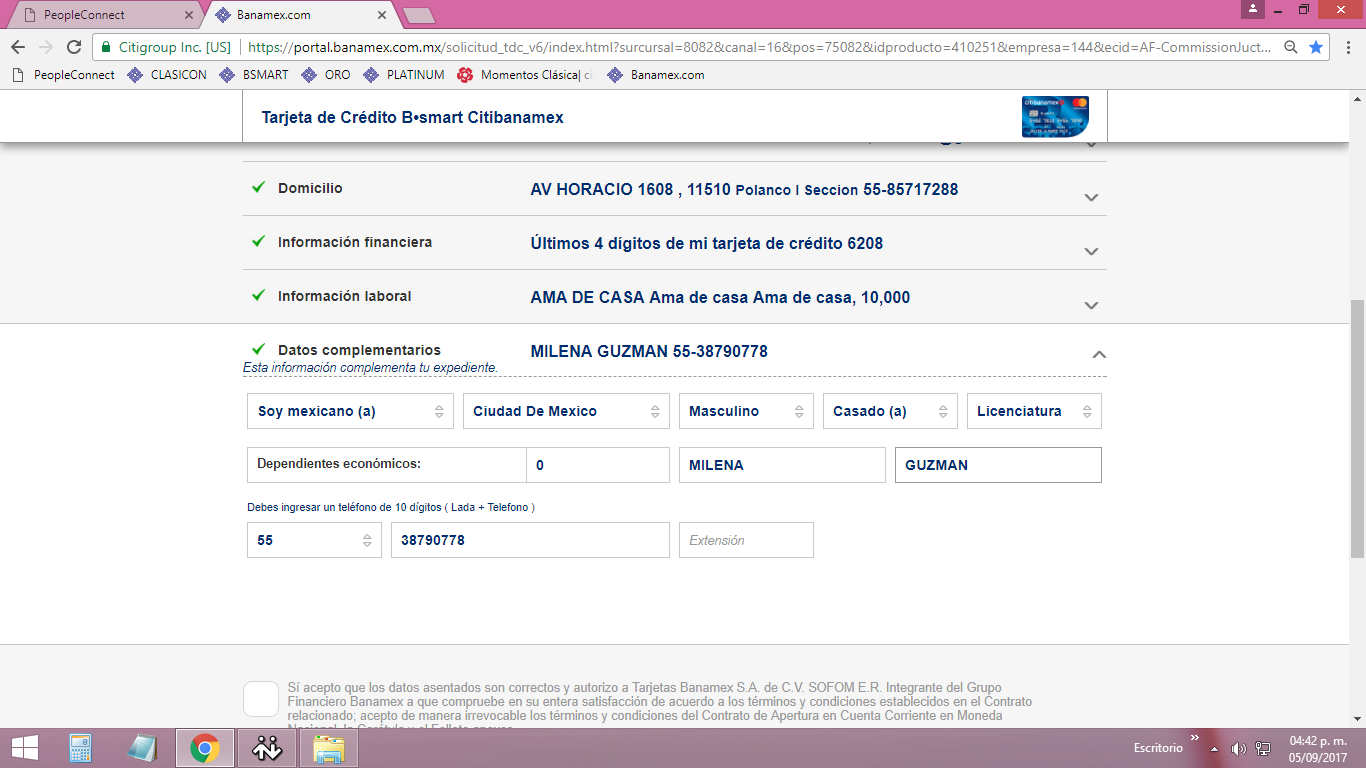 PeopleConnect
Banamex.com
Citigroup Inc. [US]
https://portal.banamex.com.mx/solicitud_tdc_v6/index.html?surcursal=8082&canal=16&pos=75082&idproducto=410251&empresa=144&ecid=AF-CommissionJuct...
PeopleConnect CLASICON BSMART ORO PLATINUM Momentos Clásica| ci Banamex.com
Tarjeta de Crédito B•smart Citibanamex
citibanamex
Domicilio
AV HORACIO 1608 , 11510 Polanco I Seccion 55-85717288
Información financiera
Últimos 4 dígitos de mi tarjeta de crédito 6208
Información laboral
AMA DE CASA Ama de casa Ama de casa, 10,000
Datos complementarios
MILENA GUZMAN 55-38790778
Esta información complementa tu expediente.
Soy mexicano (a) Ciudad De Mexico Masculino Casado (a) Licenciatura
Dependientes económicos: 0 MILENA GUZMAN
Debes ingresar un teléfono de 10 dígitos ( Lada + Telefono )
55 38790778 Extensión
Sí acepto que los datos asentados son correctos y autorizo a Tarjetas Banamex S.A. de C.V. SOFOM E.R. Integrante del Grupo
Financiero Banamex a que compruebe en su entera satisfacción de acuerdo a los términos y condiciones establecidos en el Contrato
relacionado; acepto de manera irrevocable los términos y condiciones del Contrato de Apertura en Cuenta Corriente en Moneda
Escritorio
04:42 p. m.
05/09/2017